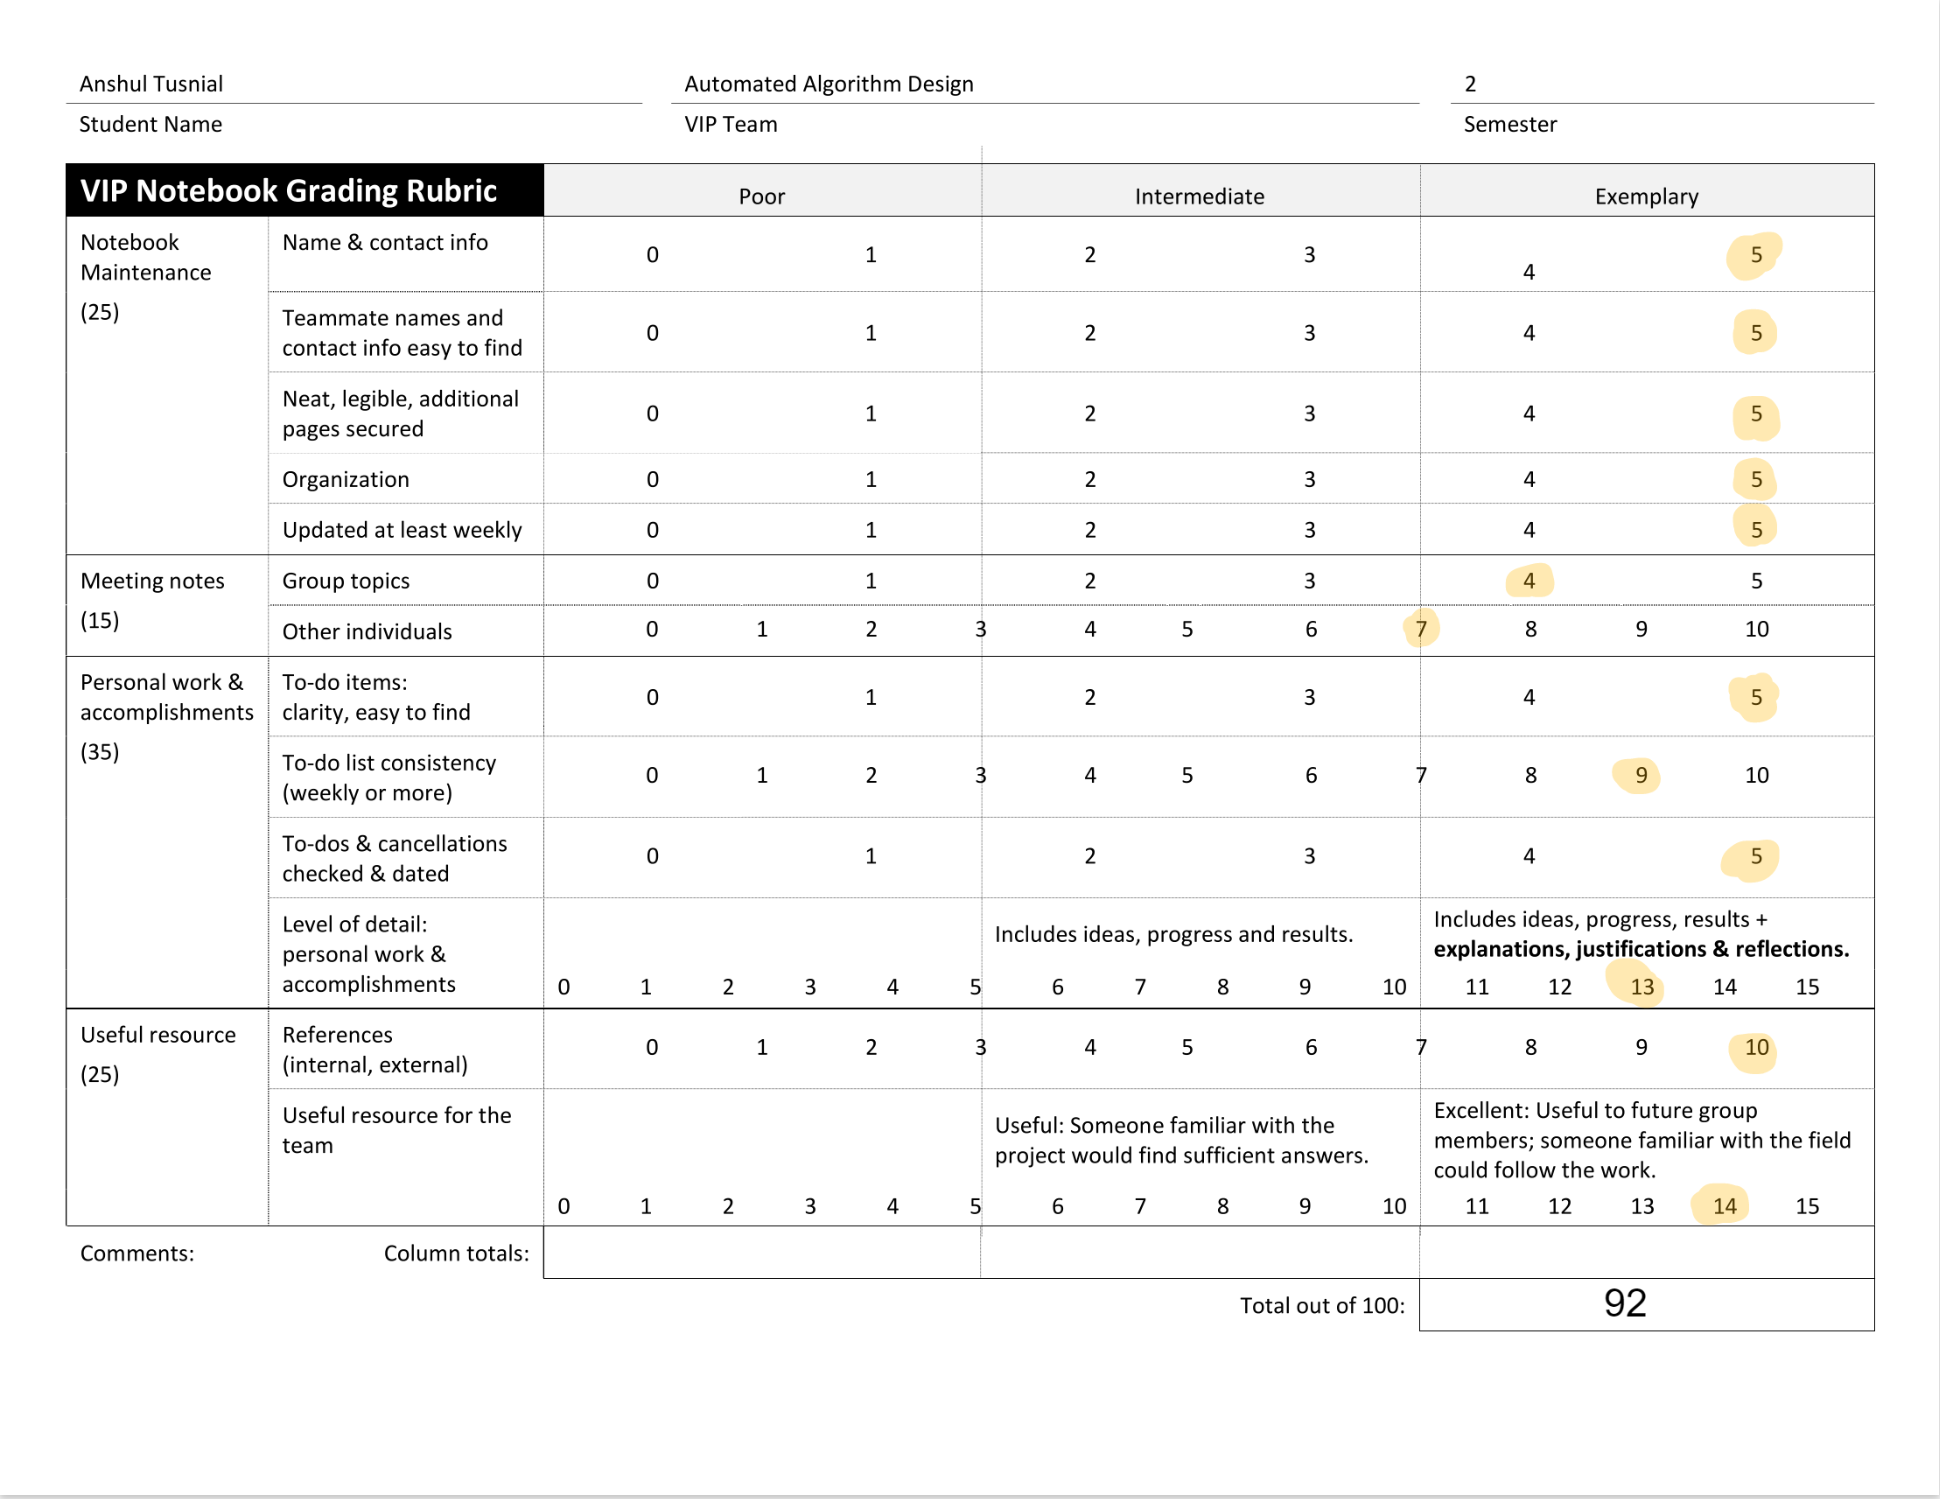 Anshul Tusnial Automated Algorithm Design 2
Student Name VIP Team Semester
VIP Notebook Grading Rubric Poor Intermediate Exemplary
Notebook Maintenance (25)
Name & contact info 0 1 2 3 4 5
Teammate names and contact info easy to find 0 1 2 3 4 5
Neat, legible, additional pages secured 0 1 2 3 4 5
Organization 0 1 2 3 4 5
Updated at least weekly 0 1 2 3 4 5
Meeting notes (15)
Group topics 0 1 2 3 4 5
Other individuals 0 1 2 3 4 5 6 7 8 9 10
Personal work & accomplishments (35)
To-do items: clarity, easy to find 0 1 2 3 4 5
To-do list consistency (weekly or more) 0 1 2 3 4 5 6 7 8 9 10
To-dos & cancellations checked & dated 0 1 2 3 4 5
Level of detail: personal work & accomplishments
Includes ideas, progress and results.
Includes ideas, progress, results +
explanations, justifications & reflections.
0 1 2 3 4 5 6 7 8 9 10 11 12 13 14 15
Useful resource (25)
References (internal, external) 0 1 2 3 4 5 6 7 8 9 10
Useful resource for the team
Useful: Someone familiar with the
project would find sufficient answers.
Excellent: Useful to future group
members; someone familiar with the field
could follow the work.
0 1 2 3 4 5 6 7 8 9 10 11 12 13 14 15
Comments: Column totals:
Total out of 100: 92